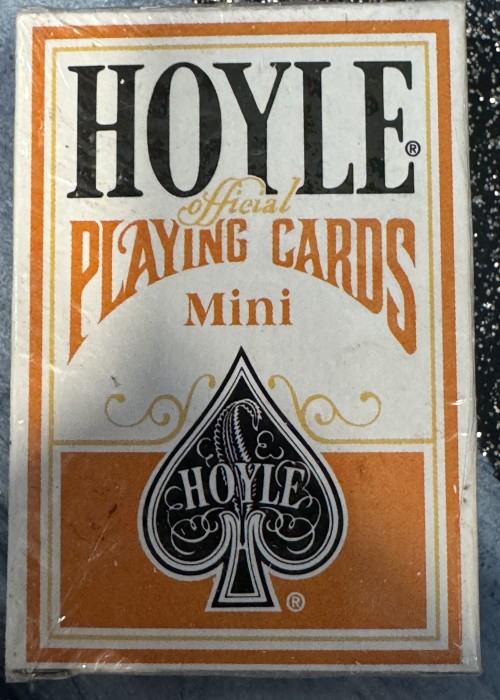 HOYLE®
official
PLAYING CARDS
Mini
HOYLE
®